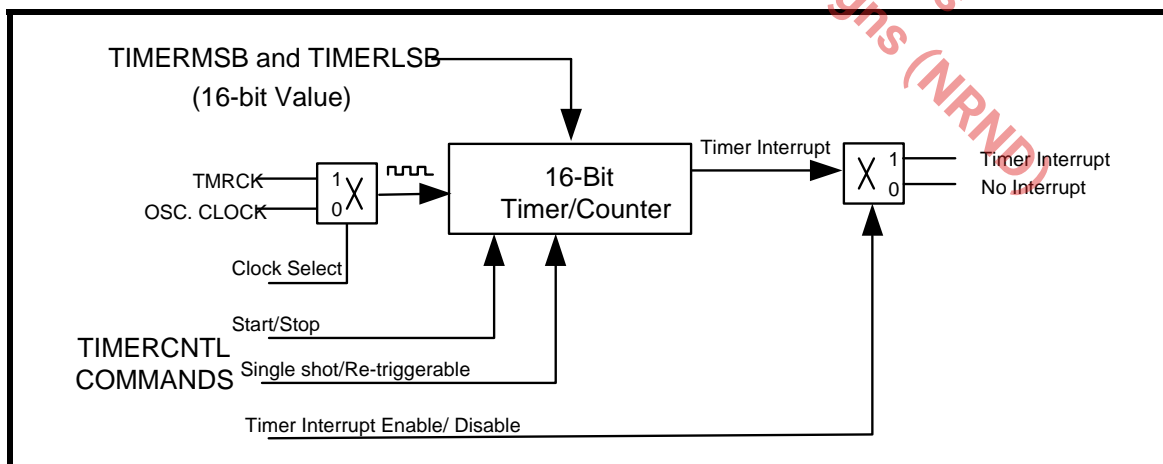 s
gns (NRND)
TIMERMSB and TIMERLSB
(16-bit Value)
TMRCK
OSC. CLOCK
1
0
X
Clock Select
16-Bit
Timer/Counter
Timer Interrupt
X
1
0
Timer Interrupt
No Interrupt
Start/Stop
TIMERCNTL
COMMANDS
Single shot/Re-triggerable
Timer Interrupt Enable/ Disable